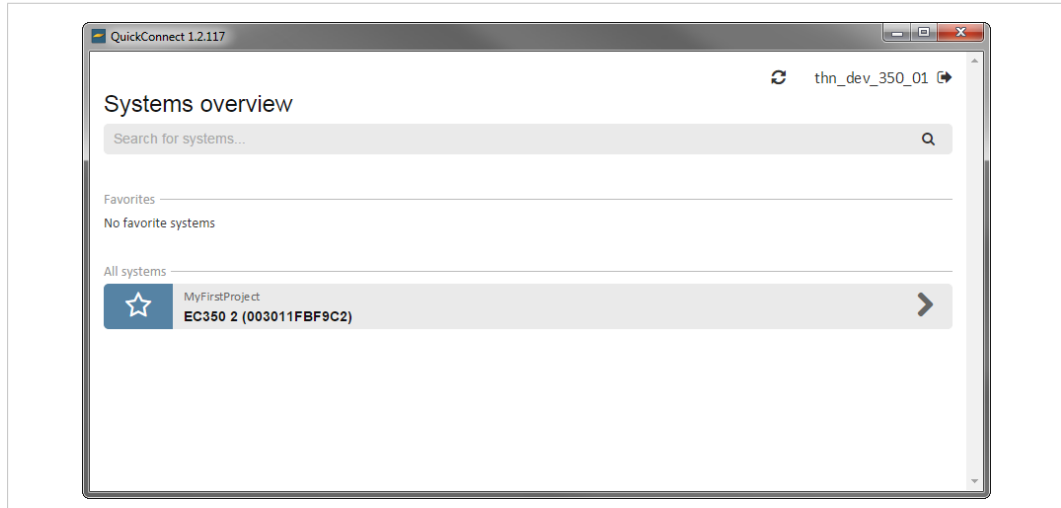 QuickConnect 1.2.117
thn_dev_350_01
Systems overview
Search for systems...
Favorites
No favorite systems
All systems
MyFirstProject
EC350 2 (003011FBF9C2)